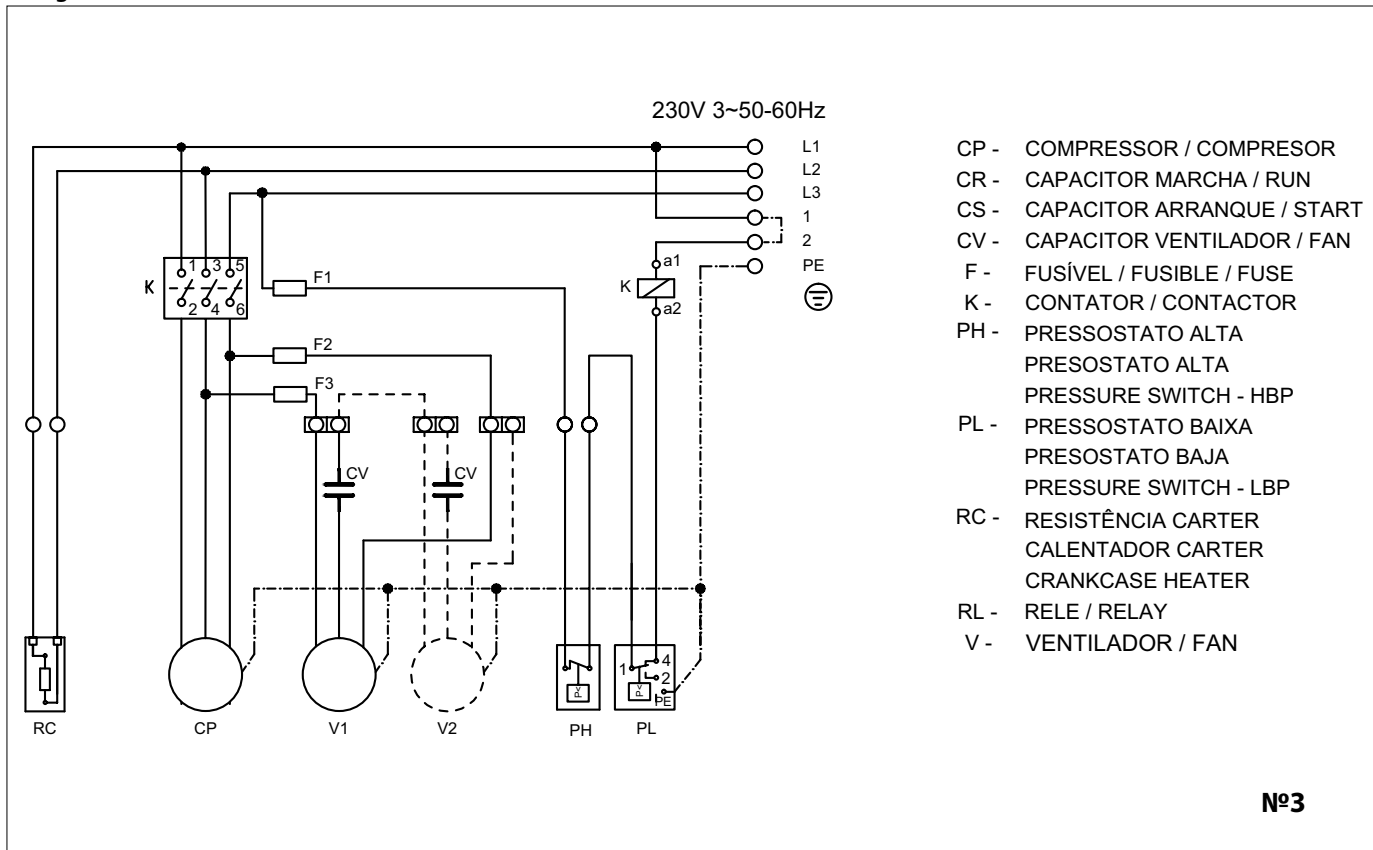 230V 3~50-60Hz
L1
L2
L3
1
2
PE
1 3 5
K
2 4 6
F1
F2
F3
a1
K
a2
CV
CV
1
4
2
P<
P<
PE
RC
CP
V1
V2
PH
PL
CP - COMPRESSOR / COMPRESOR
CR - CAPACITOR MARCHA / RUN
CS - CAPACITOR ARRANQUE / START
CV - CAPACITOR VENTILADOR / FAN
F - FUSÍVEL / FUSIBLE / FUSE
K - CONTATOR / CONTACTOR
PH - PRESSOSTATO ALTA
PRESOSTATO ALTA
PRESSURE SWITCH - HBP
PL - PRESSOSTATO BAIXA
PRESOSTATO BAJA
PRESSURE SWITCH - LBP
RC - RESISTÊNCIA CARTER
CALENTADOR CARTER
CRANKCASE HEATER
RL - RELE / RELAY
V - VENTILADOR / FAN
Nº3